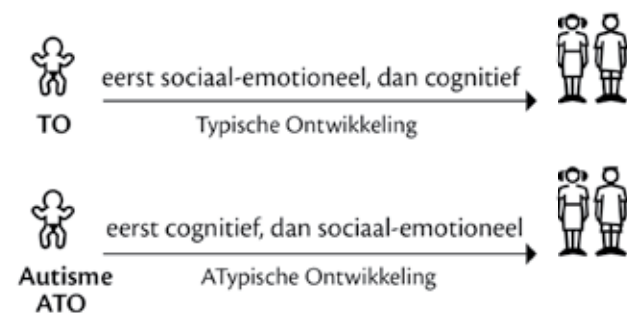 eerst sociaal-emotioneel, dan cognitief
TO
Typische Ontwikkeling
eerst cognitief, dan sociaal-emotioneel
Autisme
ATO
ATypische Ontwikkeling